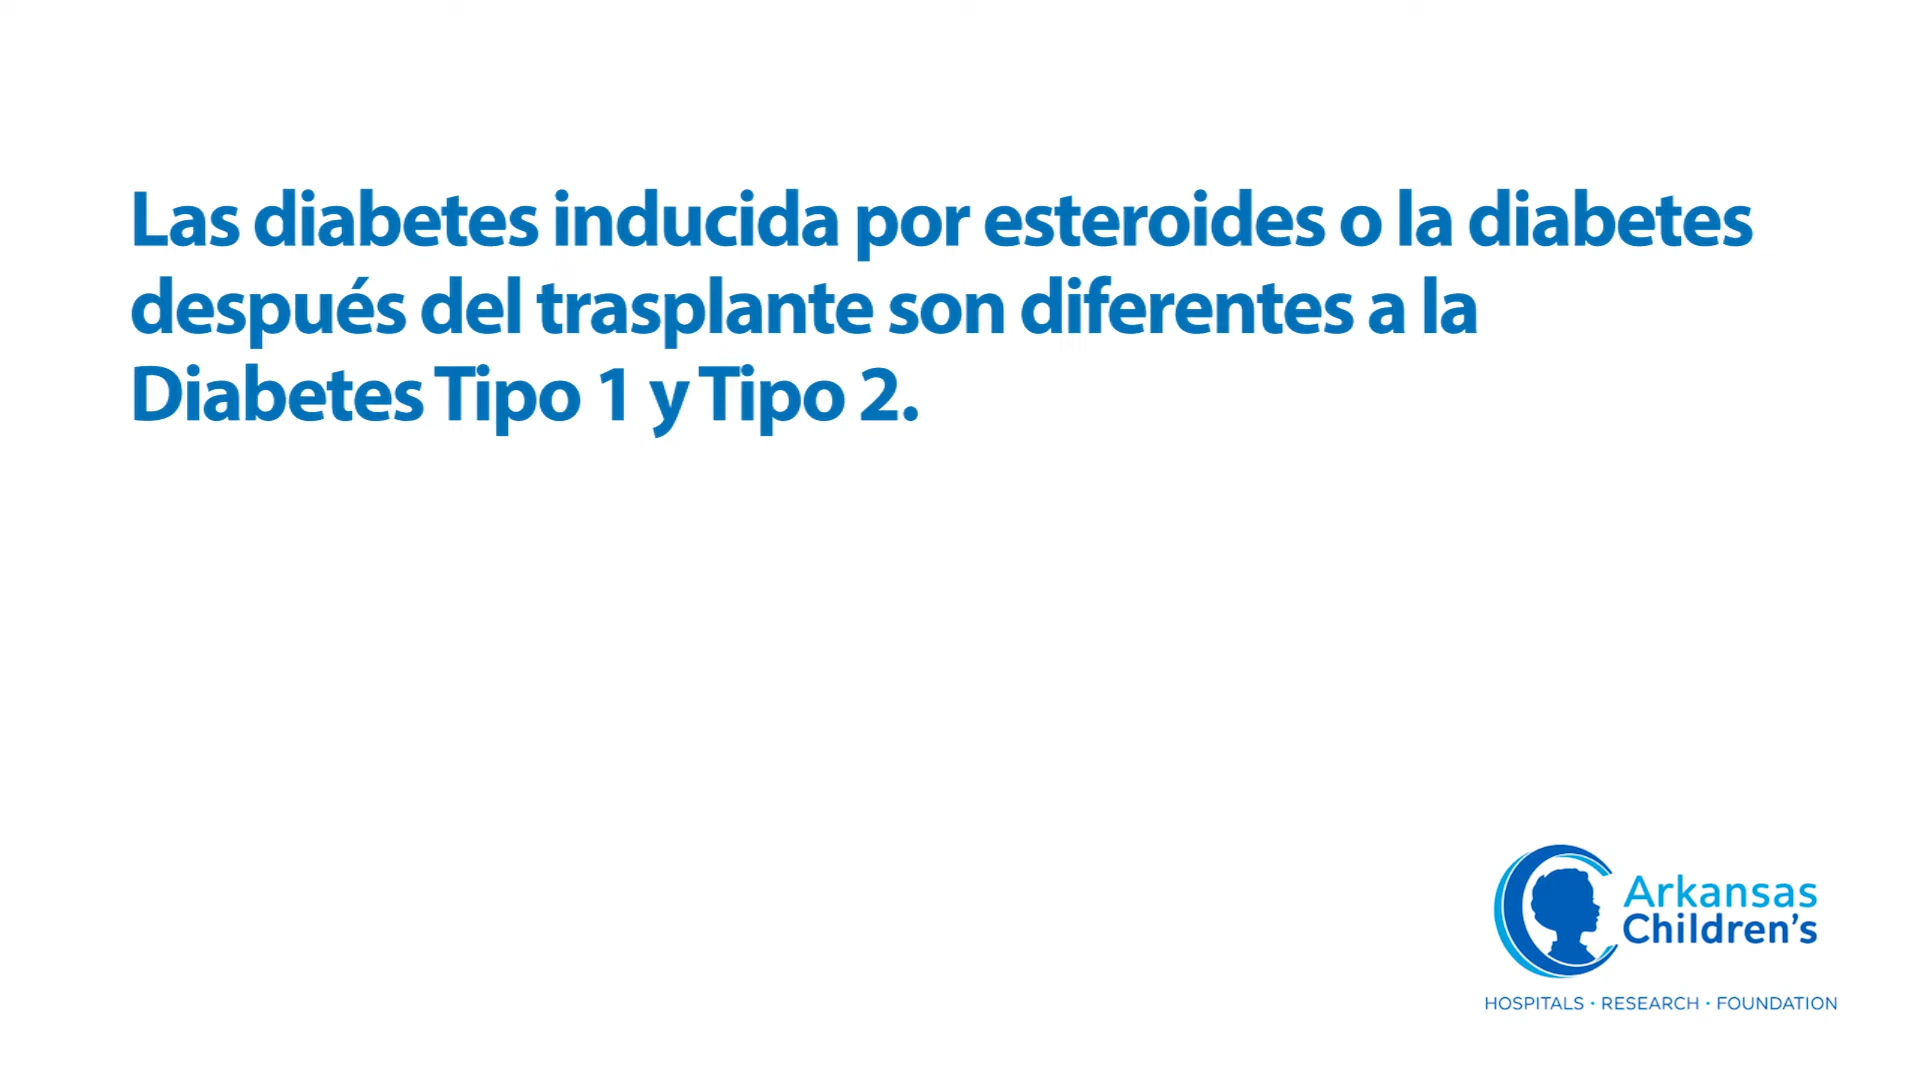 Las diabetes inducida por esteroides o la diabetes
después del trasplante son diferentes a la
Diabetes Tipo 1 y Tipo 2.
Arkansas
Children's
HOSPITALS • RESEARCH • FOUNDATION